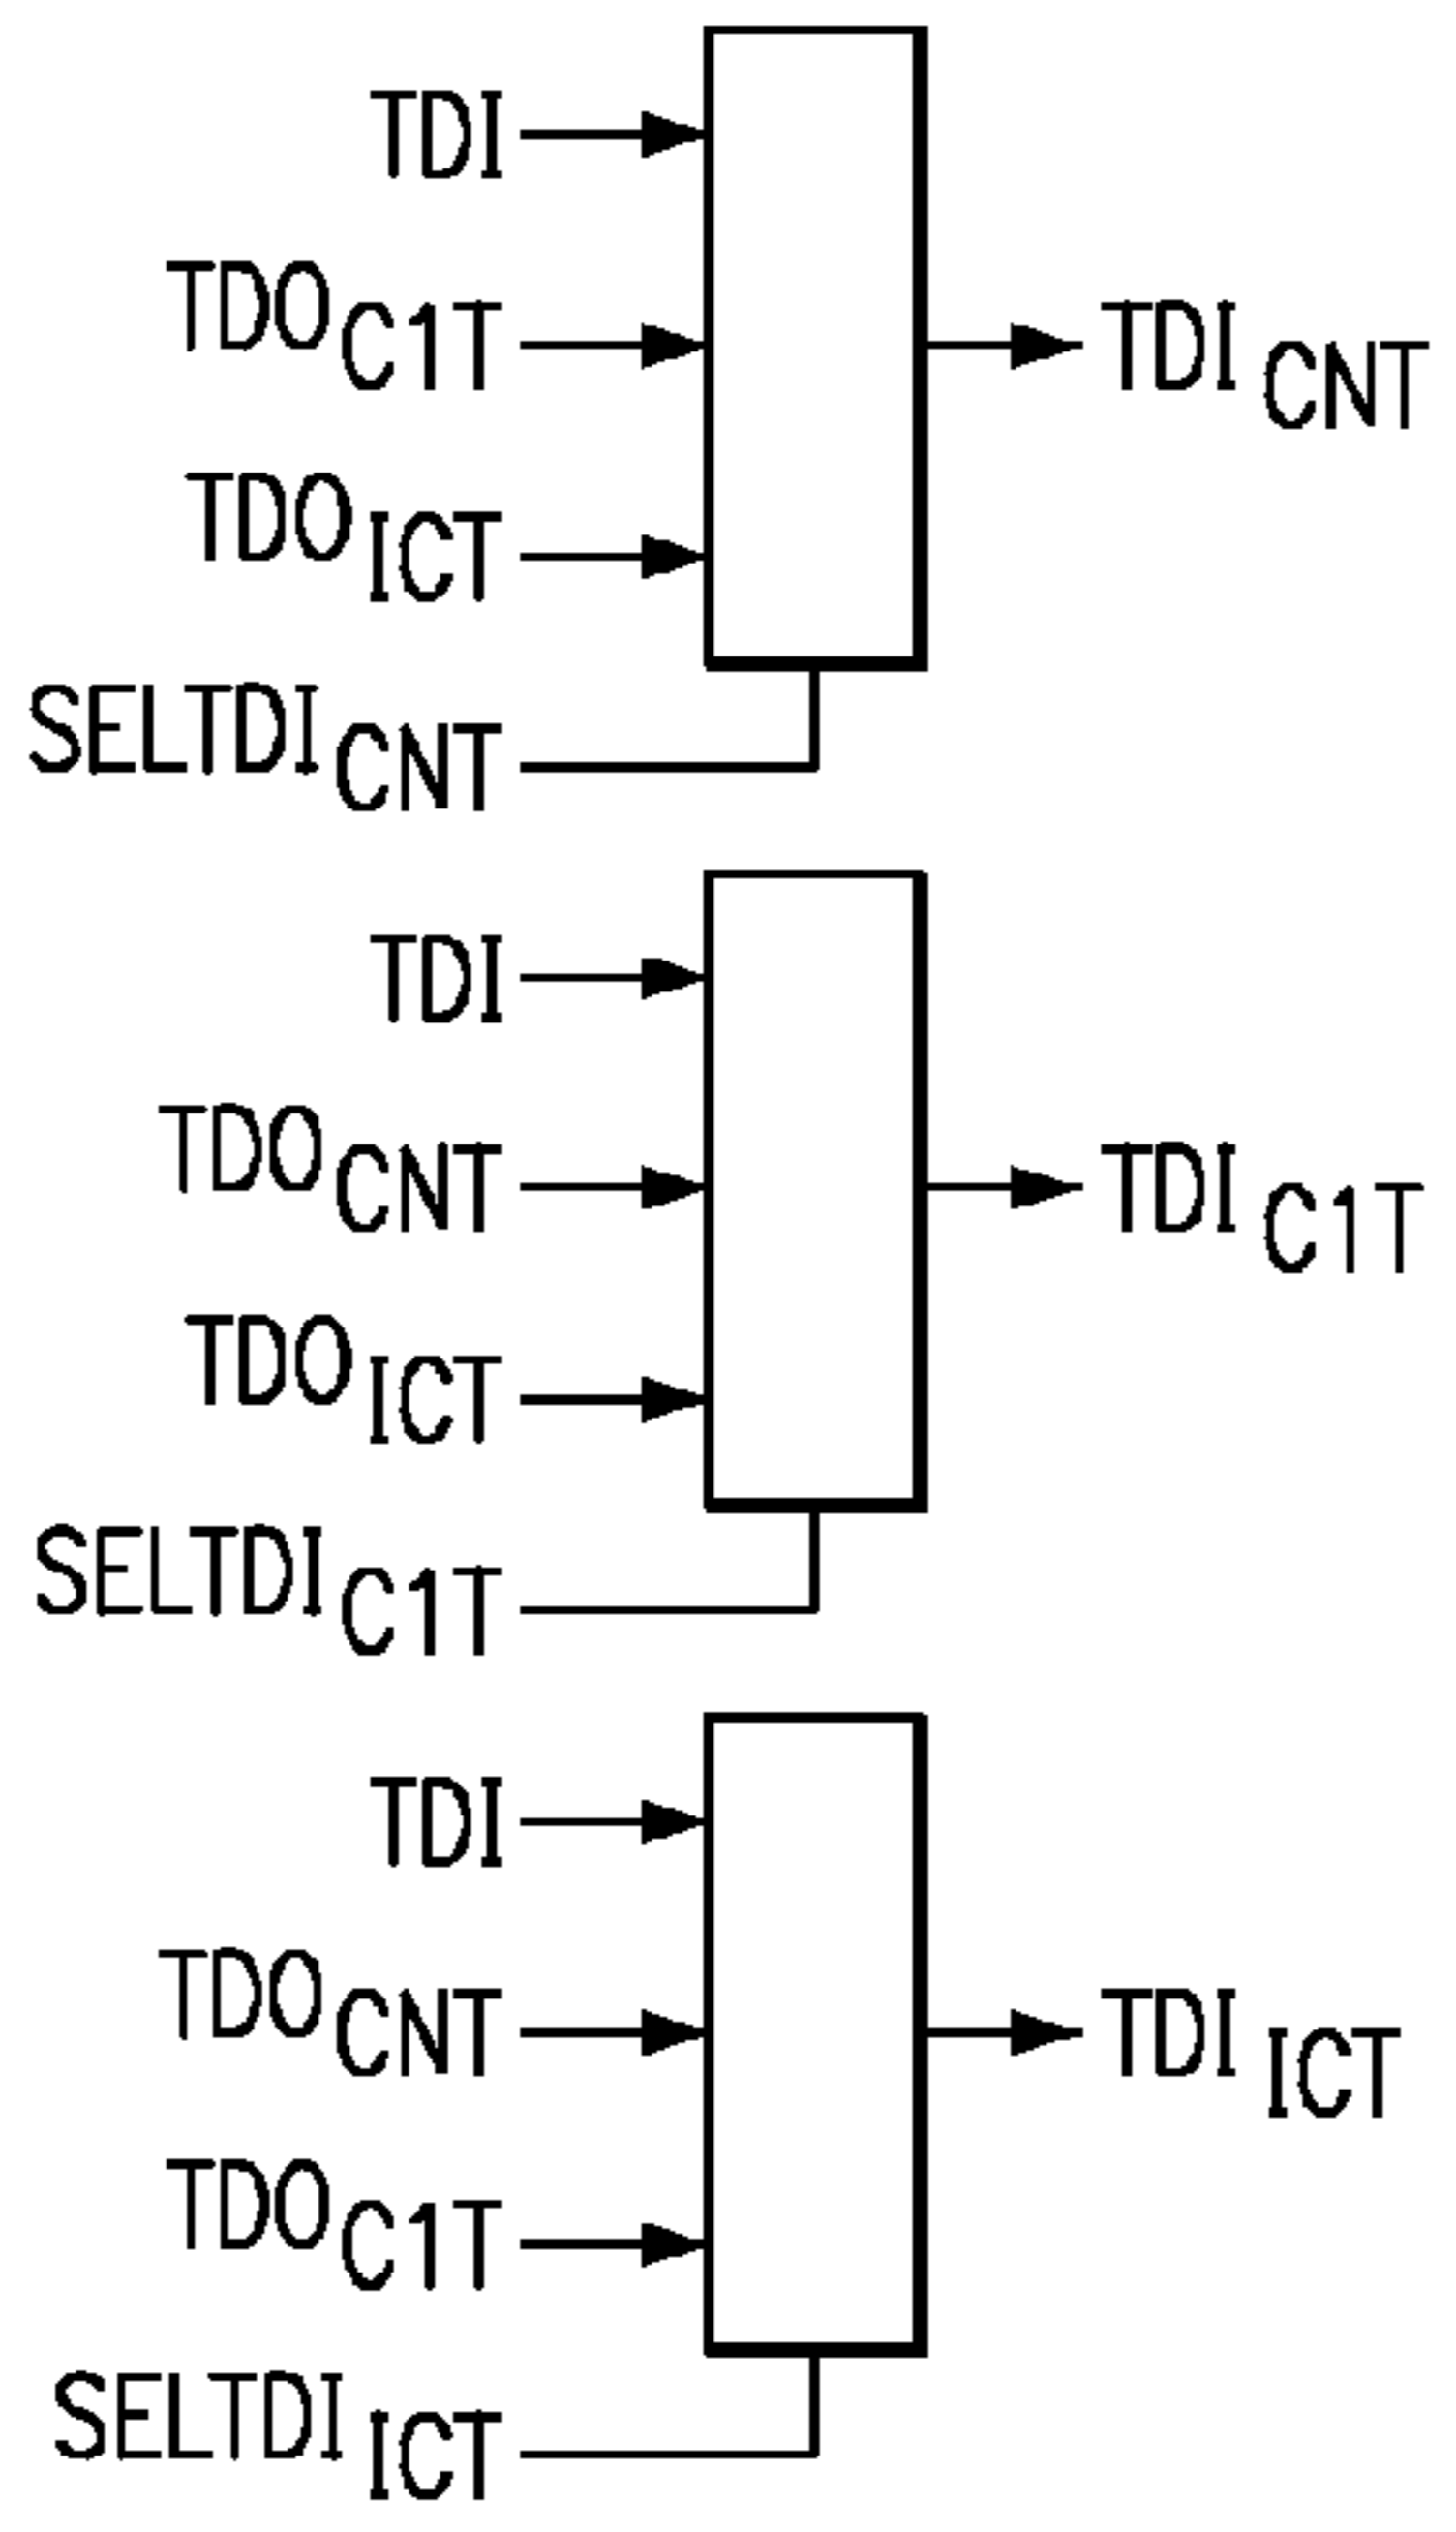 TDI
TDO C1T
TDI CNT
TDO ICT
SELTDI CNT
TDI
TDO CNT
TDI C1T
TDO ICT
SELTDI C1T
TDI
TDO CNT
TDI ICT
TDO C1T
SELTDI ICT